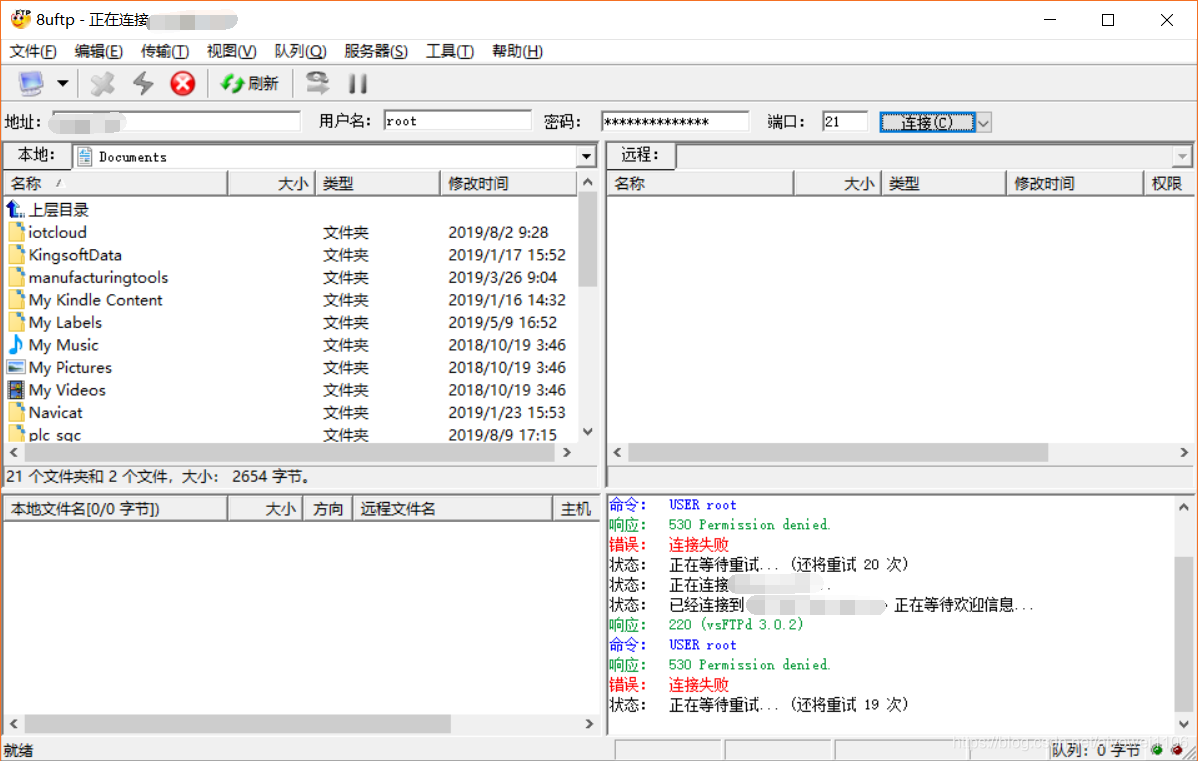 8uftp - 正在连接
文件(F) 编辑(E) 传输(T) 视图(V) 队列(Q) 服务器(S) 工具(T) 帮助(H)
刷新
地址: 用户名: root 密码: ************** 端口: 21 连接(C)
本地: Documents
名称 大小 类型 修改时间
上层目录
iotcloud 文件夹 2019/8/2 9:28
KingsoftData 文件夹 2019/1/17 15:52
manufacturingtools 文件夹 2019/3/26 9:04
My Kindle Content 文件夹 2019/1/16 14:32
My Labels 文件夹 2019/5/9 16:52
My Music 文件夹 2018/10/19 3:46
My Pictures 文件夹 2018/10/19 3:46
My Videos 文件夹 2018/10/19 3:46
Navicat 文件夹 2019/1/23 15:53
plc_sqc 文件夹 2019/8/9 17:15
21 个文件夹和 2 个文件，大小： 2654 字节。
远程:
名称 大小 类型 修改时间 权限
本地文件名[0/0 字节]) 大小 方向 远程文件名 主机
命令: USER root
响应: 530 Permission denied.
错误: 连接失败
状态: 正在等待重试... (还将重试 20 次)
状态: 正在连接 ..
状态: 已经连接到 正在等待欢迎信息...
响应: 220 (vsFTPd 3.0.2)
命令: USER root
响应: 530 Permission denied.
错误: 连接失败
状态: 正在等待重试... (还将重试 19 次)
就绪
队列: 0 字节